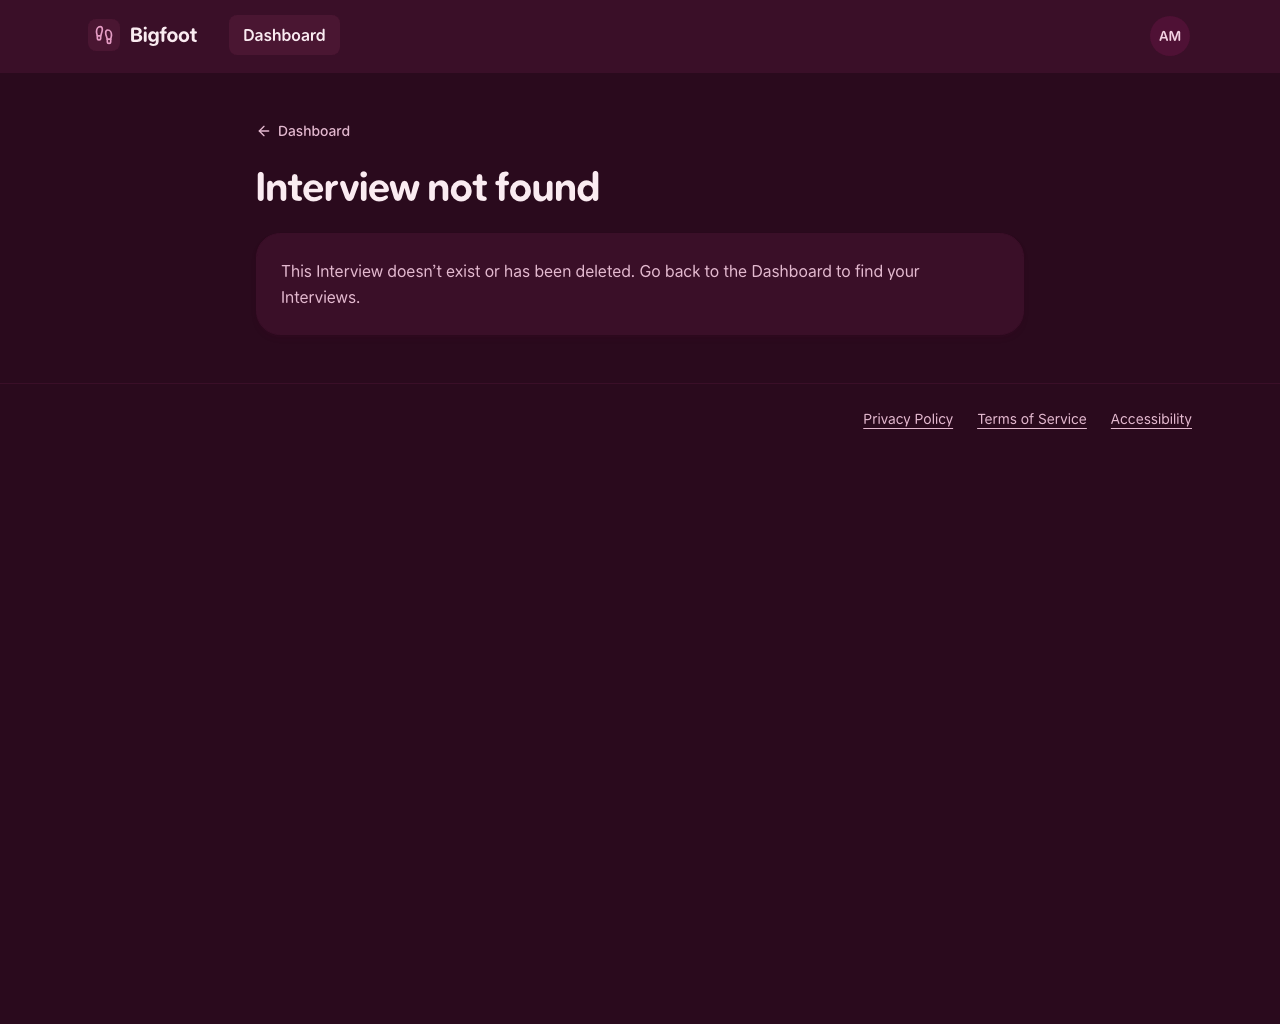 Bigfoot
Dashboard
AM
Dashboard
Interview not found
This Interview doesn’t exist or has been deleted. Go back to the Dashboard to find your
Interviews.
Privacy Policy
Terms of Service
Accessibility